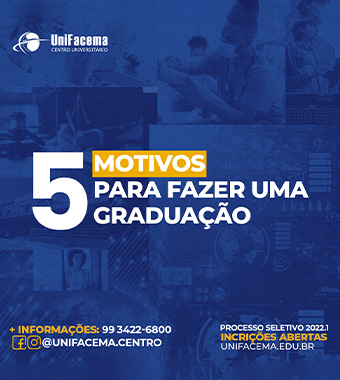 UniFacema
CENTRO UNIVERSITÁRIO
5 MOTIVOS
PARA FAZER UMA
GRADUAÇÃO
+ INFORMAÇÕES: 99 3422-6800
@UNIFACEMA.CENTRO
PROCESSO SELETIVO 2022.1
INCRIÇÕES ABERTAS
UNIFACEMA.EDU.BR